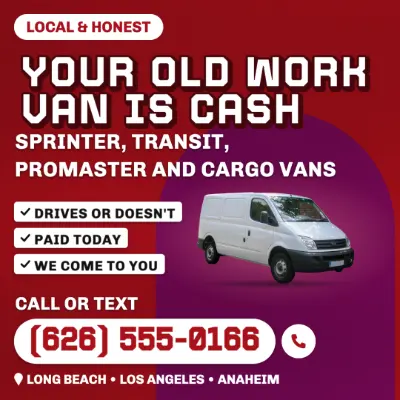 LOCAL & HONEST
YOUR OLD WORK
VAN IS CASH
SPRINTER, TRANSIT,
PROMASTER AND CARGO VANS
DRIVES OR DOESN'T
PAID TODAY
WE COME TO YOU
CALL OR TEXT
(626) 555-0166
LONG BEACH • LOS ANGELES • ANAHEIM